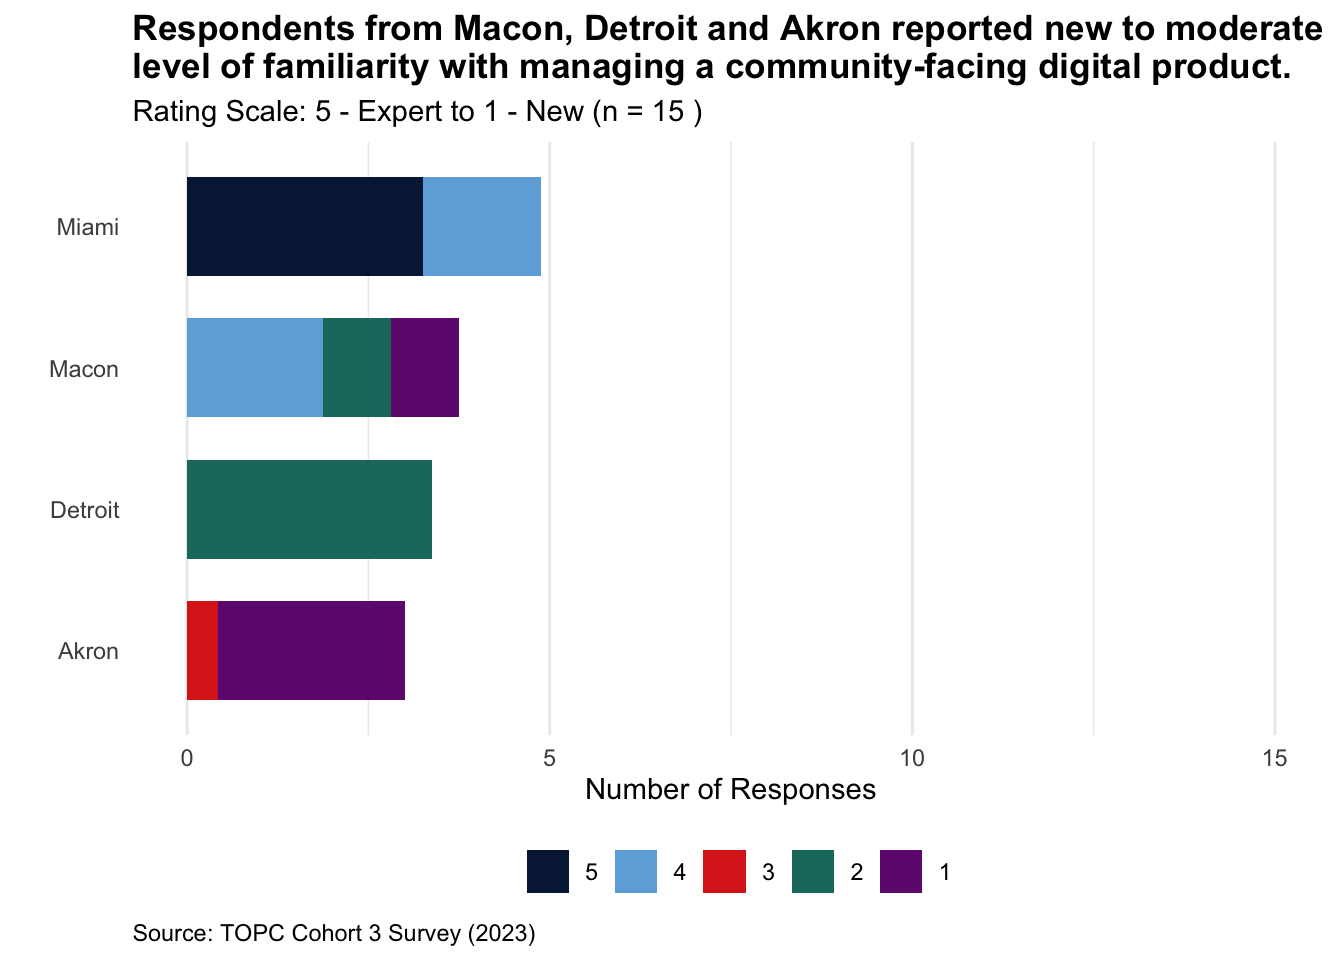 Respondents from Macon, Detroit and Akron reported new to moderate
level of familiarity with managing a community-facing digital product.
Rating Scale: 5 - Expert to 1 - New (n = 15 )
Miami
Macon
Detroit
Akron
0 5 10 15
Number of Responses
5 4 3 2 1
Source: TOPC Cohort 3 Survey (2023)